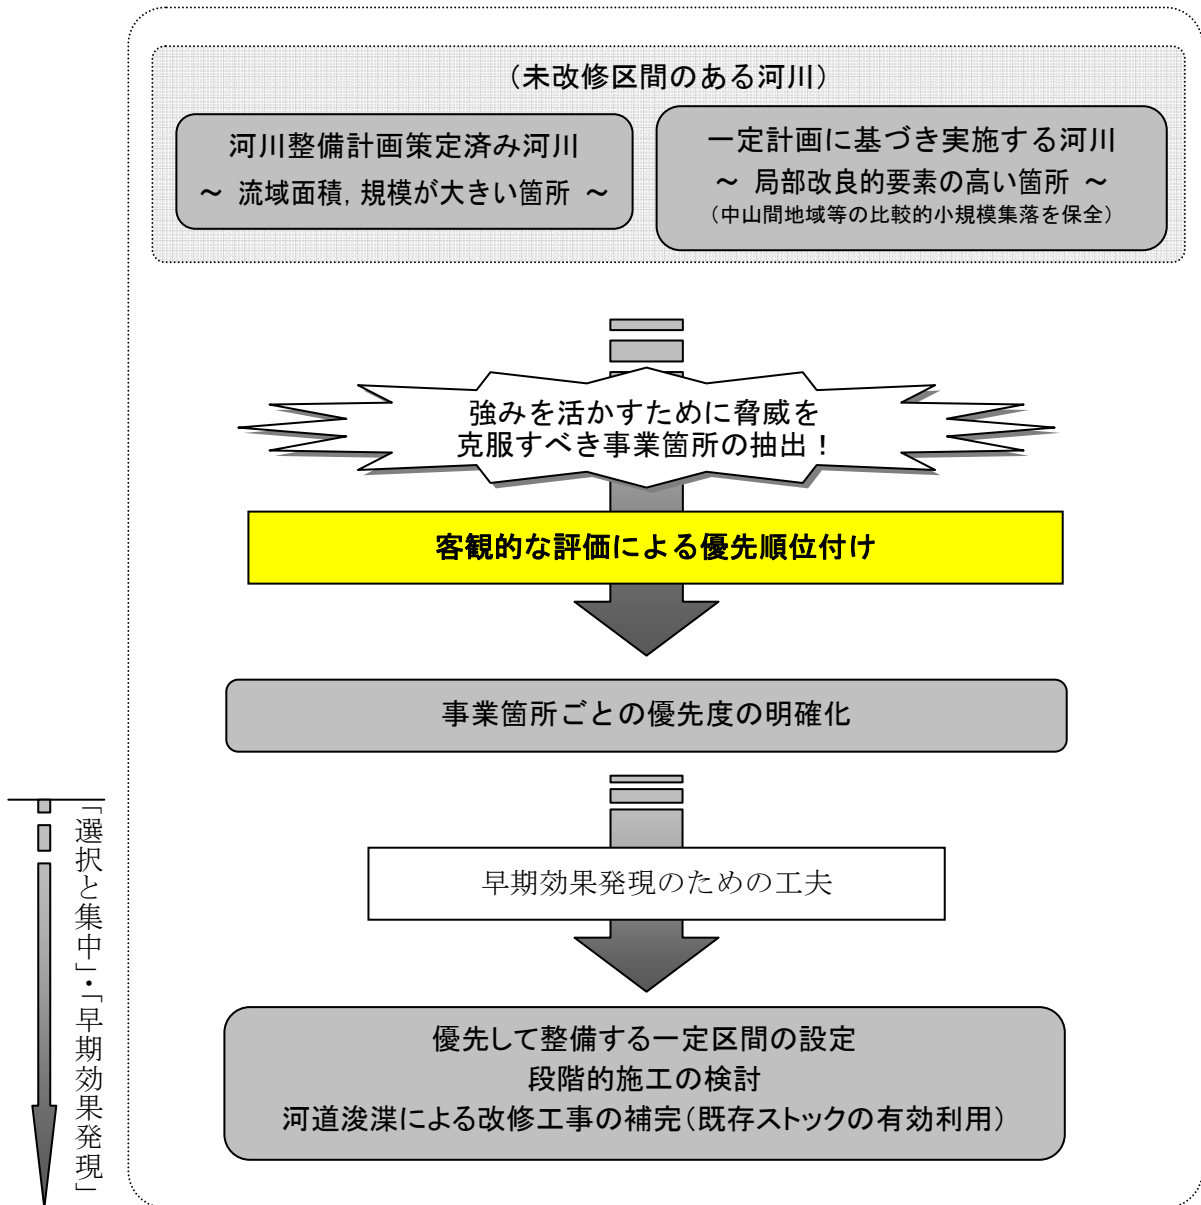 (未改修区間のある河川)
河川整備計画策定済み河川
～ 流域面積, 規模が大きい箇所 ～
一定計画に基づき実施する河川
～ 局部改良的要素の高い箇所 ～
(中山間地域等の比較的小規模集落を保全)
強みを活かすために脅威を
克服すべき事業箇所の抽出！
客観的な評価による優先順位付け
事業箇所ごとの優先度の明確化
早期効果発現のための工夫
優先して整備する一定区間の設定
段階的施工の検討
河道浚渫による改修工事の補完(既存ストックの有効利用)
「選択と集中」・「早期効果発現」